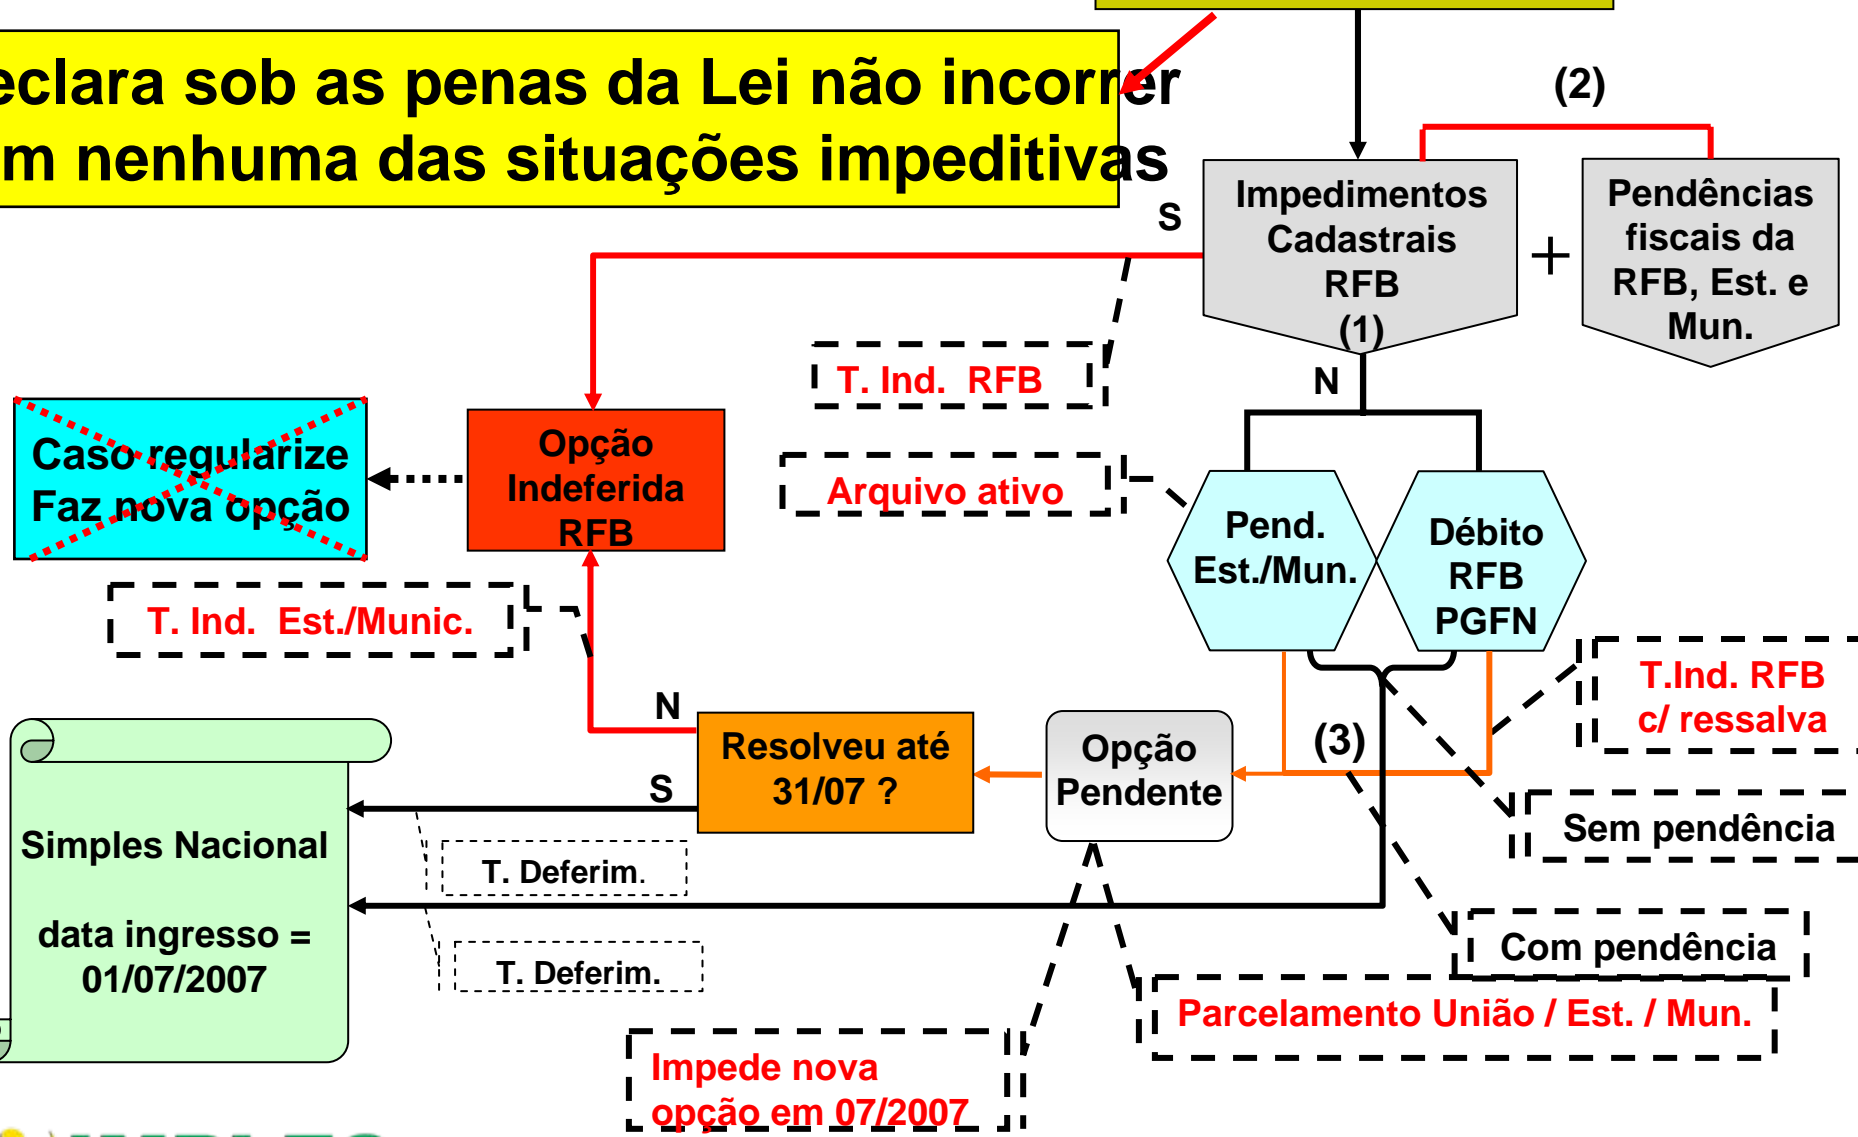 eclara sob as penas da Lei não incorrer
m nenhuma das situações impeditivas
(2)
S
Impedimentos
Cadastrais
RFB
(1)
+
Pendências
fiscais da
RFB, Est. e
Mun.
T. Ind. RFB
N
Caso regularize
Faz nova opção
Opção
Indeferida
RFB
Arquivo ativo
Pend.
Est./Mun.
Débito
RFB
PGFN
T. Ind. Est./Munic.
T.Ind. RFB
c/ ressalva
N
Resolveu até
31/07 ?
S
Opção
Pendente
(3)
Sem pendência
Simples Nacional
data ingresso =
01/07/2007
T. Deferim.
T. Deferim.
Com pendência
Parcelamento União / Est. / Mun.
Impede nova
opção em 07/2007